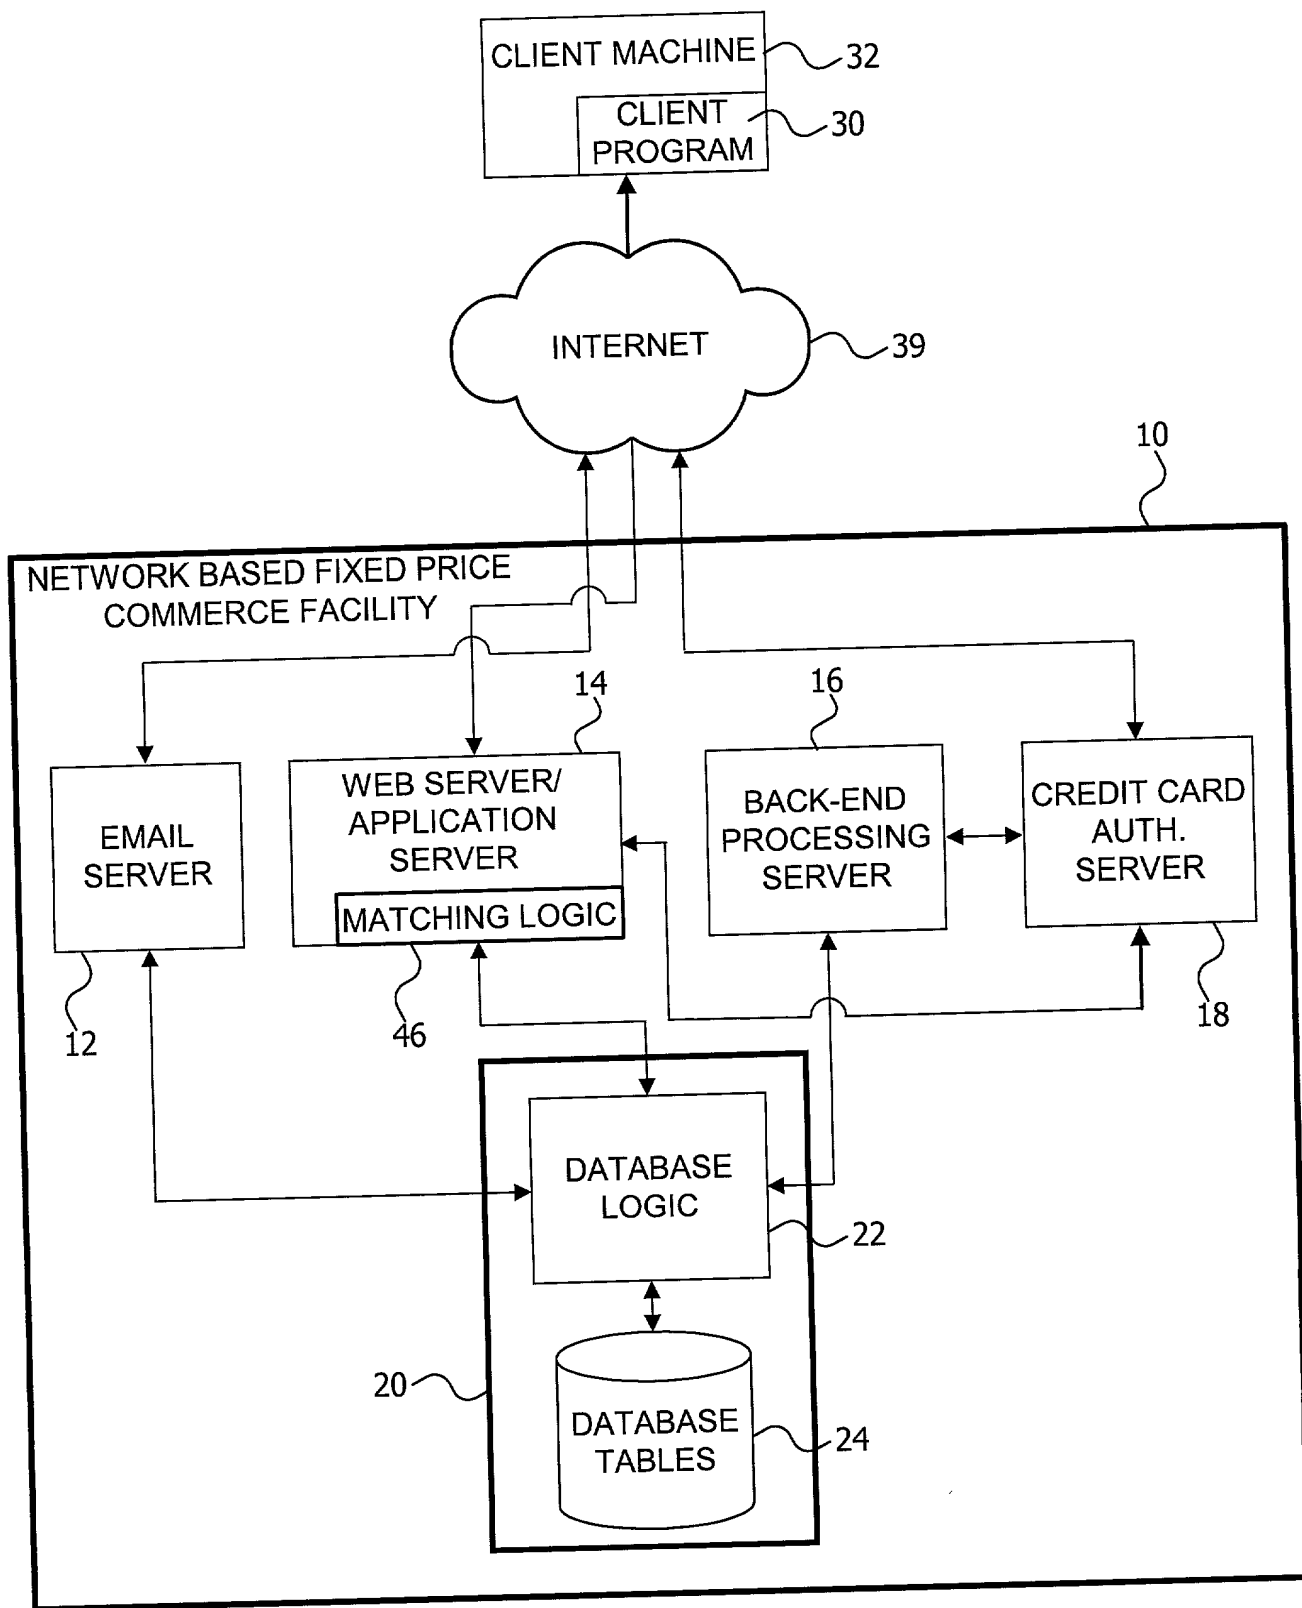 CLIENT MACHINE
32
CLIENT
PROGRAM
30
INTERNET
39
10
NETWORK BASED FIXED PRICE
COMMERCE FACILITY
14
16
EMAIL
SERVER
WEB SERVER/
APPLICATION
SERVER
MATCHING LOGIC
BACK-END
PROCESSING
SERVER
CREDIT CARD
AUTH.
SERVER
12
46
18
DATABASE
LOGIC
22
20
DATABASE
TABLES
24